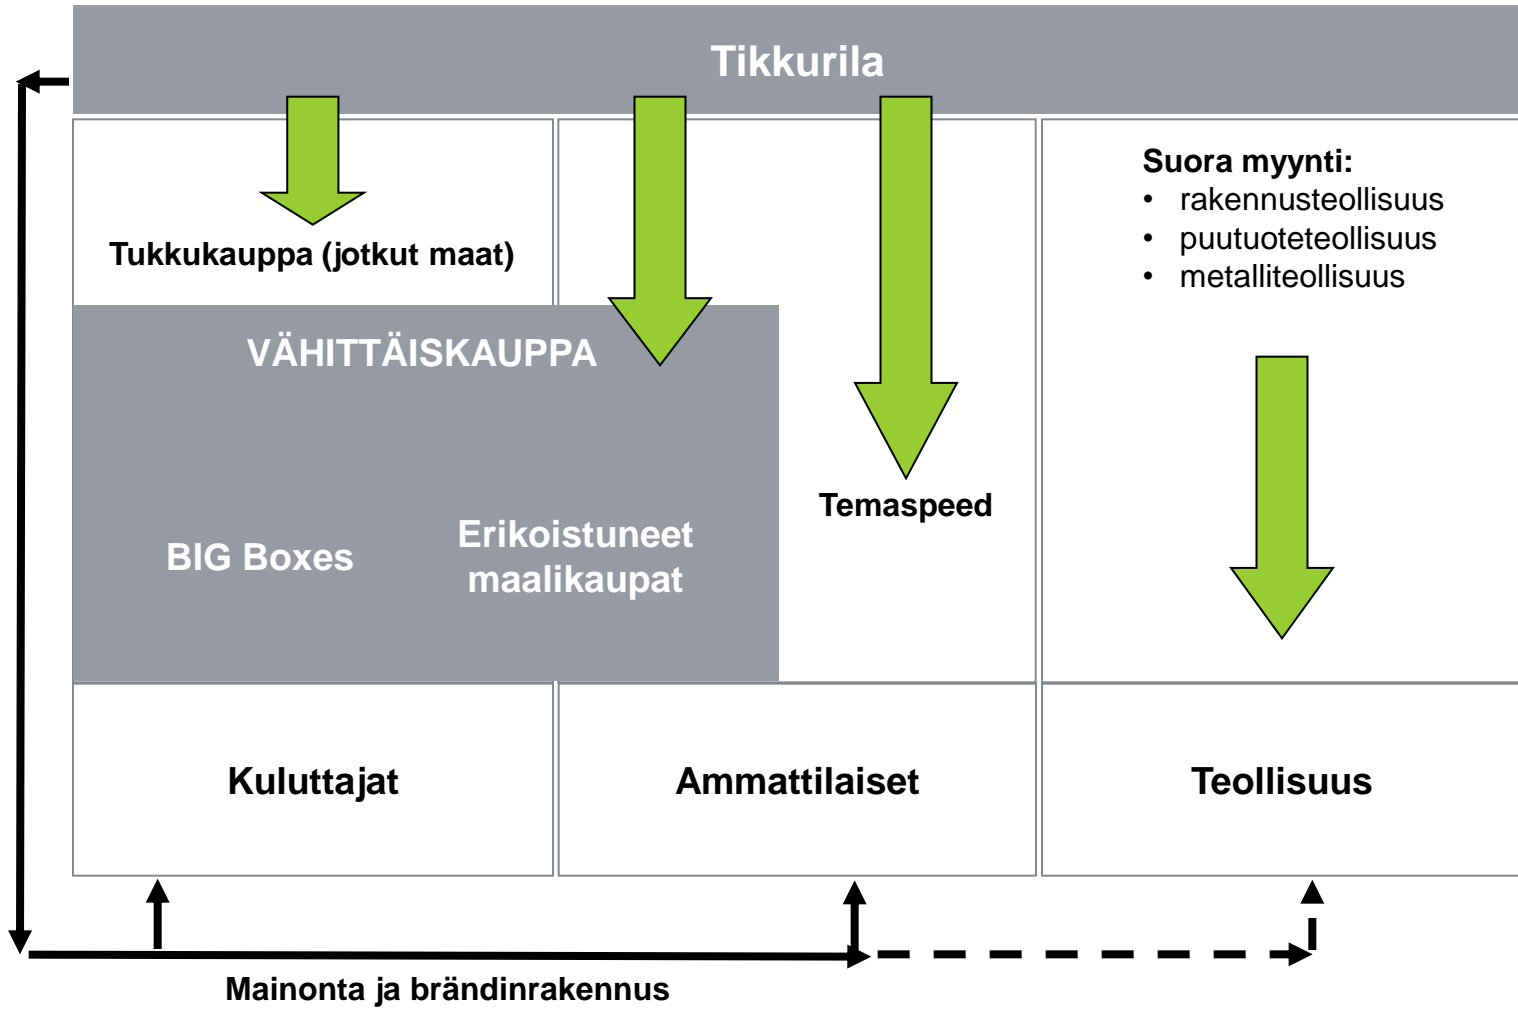 Tikkurila
Suora myynti:
• rakennusteollisuus
• puutuoteteollisuus
• metalliteollisuus
Tukkukauppa (jotkut maat)
VÄHITTÄISKAUPPA
Temaspeed
BIG Boxes
Erikoistuneet
maalikaupat
Kuluttajat
Ammattilaiset
Teollisuus
Mainonta ja brändinrakennus